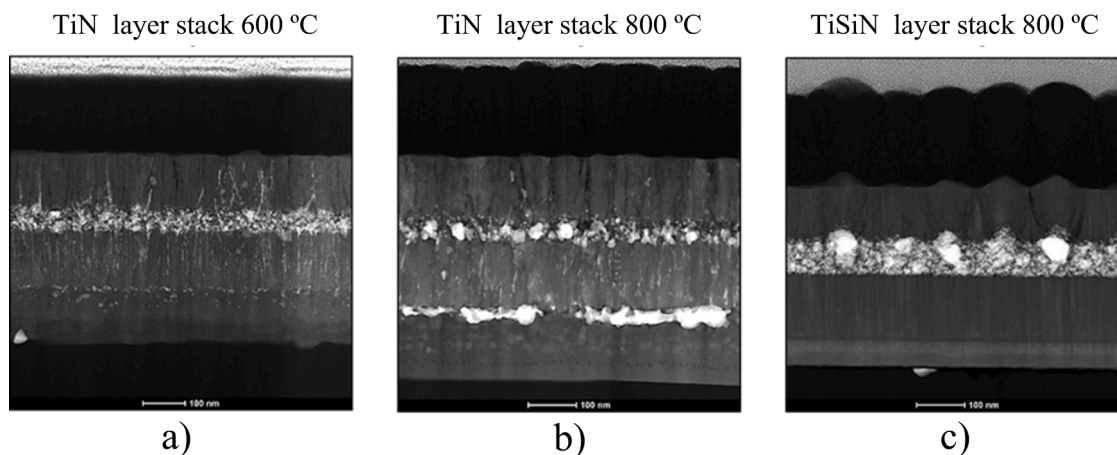 TiN layer stack 600 ºC
TiN layer stack 800 ºC
TiSiN layer stack 800 ºC
100 nm
100 nm
100 nm
a)
b)
c)